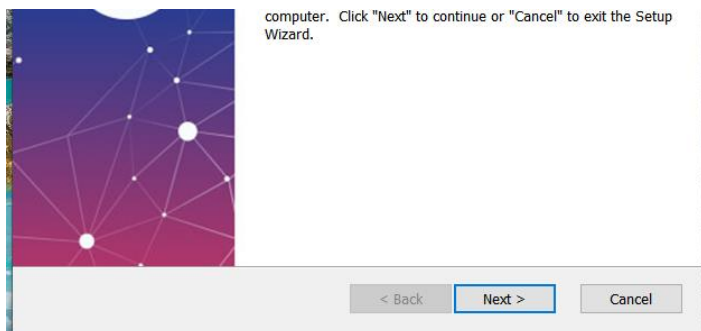 computer.  Click "Next" to continue or "Cancel" to exit the Setup
Wizard.
< Back
Next >
Cancel